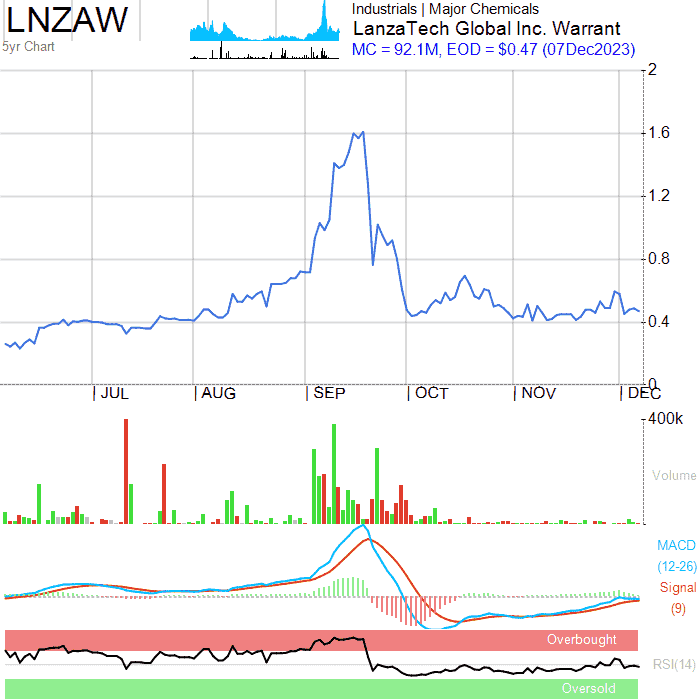 LNZAW
5yr Chart
Industrials | Major Chemicals
LanzaTech Global Inc. Warrant
MC = 92.1M, EOD = $0.47 (07Dec2023)
2
1.6
1.2
0.8
0.4
0
JUL AUG SEP OCT NOV DEC
400k
Volume
MACD
(12-26)
Signal
(9)
Overbought
RSI(14)
Oversold